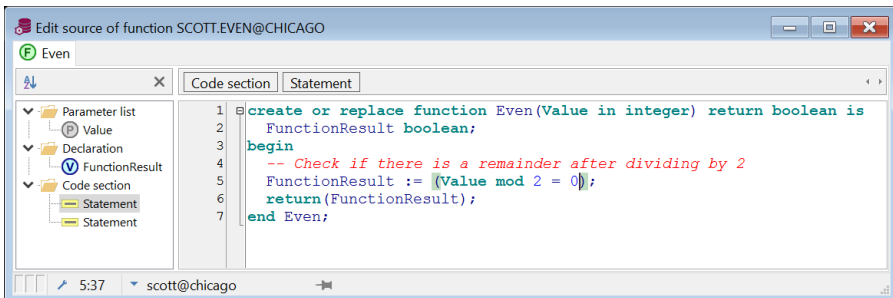 Edit source of function SCOTT.EVEN@CHICAGO
F Even
Code section Statement
Parameter list
P Value
Declaration
V FunctionResult
Code section
Statement
Statement
1 create or replace function Even(Value in integer) return boolean is
2 FunctionResult boolean;
3 begin
4 -- Check if there is a remainder after dividing by 2
5 FunctionResult := (Value mod 2 = 0);
6 return(FunctionResult);
7 end Even;
5:37 scott@chicago